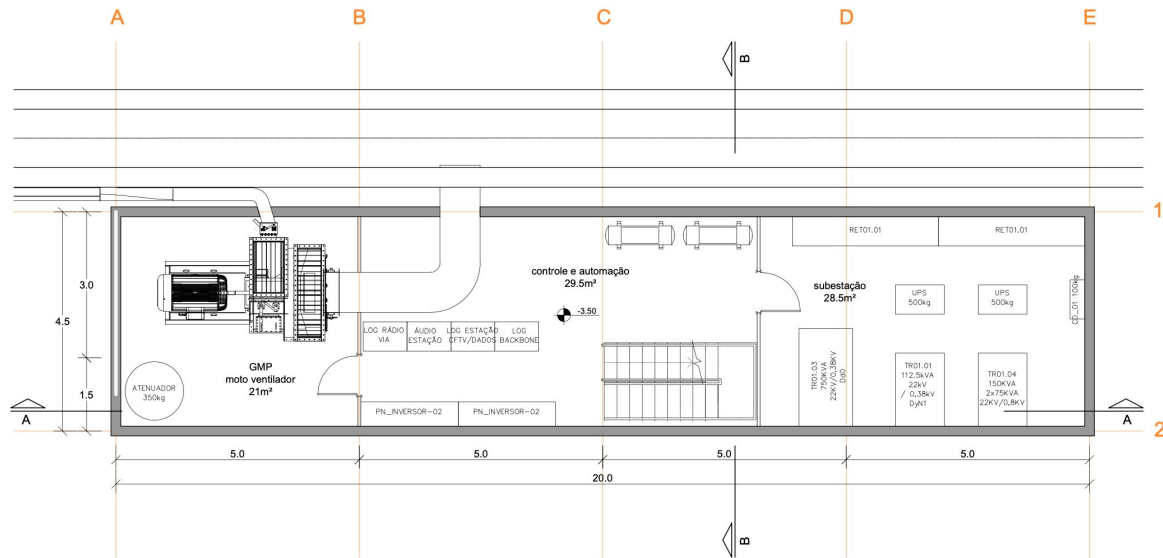 A
B
C
D
E
B
1
RET01.01
RET01.01
controle e automação
29.5m²
subestação
28.5m²
3.0
4.5
1.5
UPS
500kg
UPS
500kg
CD_01 100kg
-3.50
LOG RÁDIO
VIA
ÁUDIO
ESTAÇÃO
LOG ESTAÇÃO
CFTV/DADOS
LOG
BACKBONE
GMP
moto ventilador
21m²
ATENUADOR
350kg
TR01.03
750KVA
22KV/0,38KV
Dd0
TR01.01
112.5kVA
22kV
/ 0,38kV
DyN1
TR01.04
150KVA
2x75KVA
22KV/0,8KV
PN_INVERSOR-02
PN_INVERSOR-02
A
A
2
5.0
5.0
5.0
5.0
20.0
B